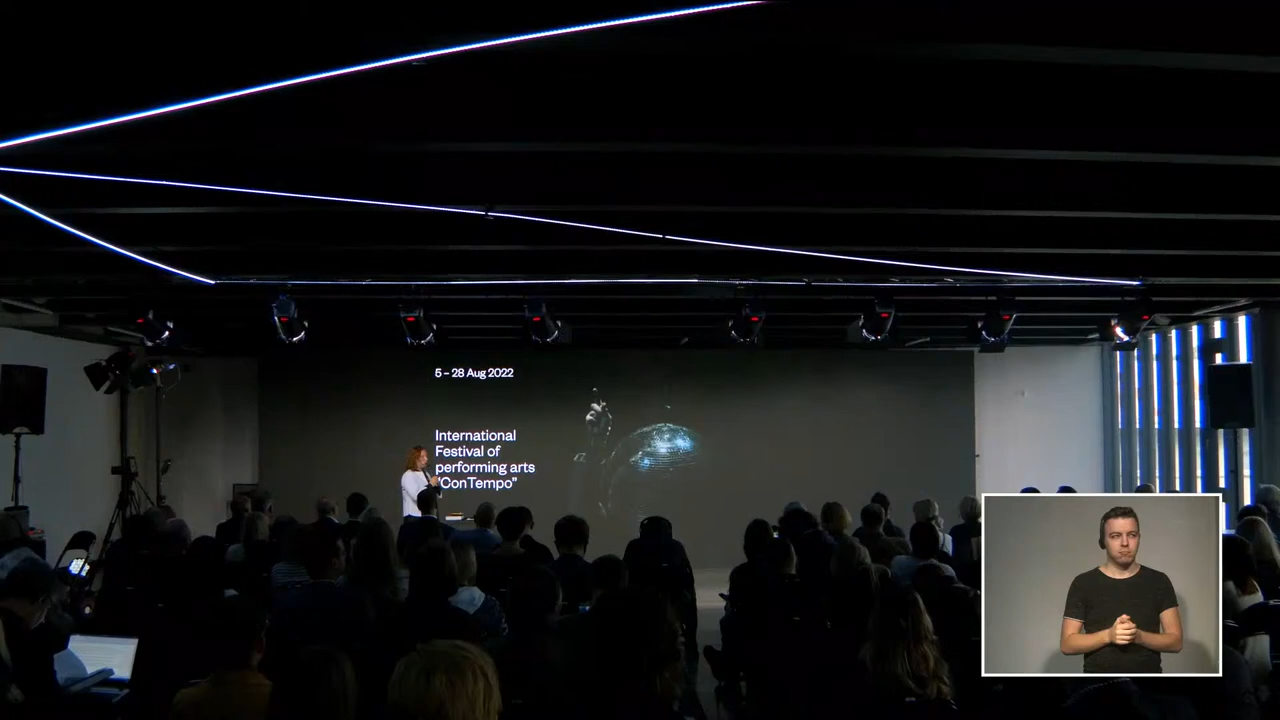 5 – 28 Aug 2022
International
Festival of
performing arts
"ConTempo"